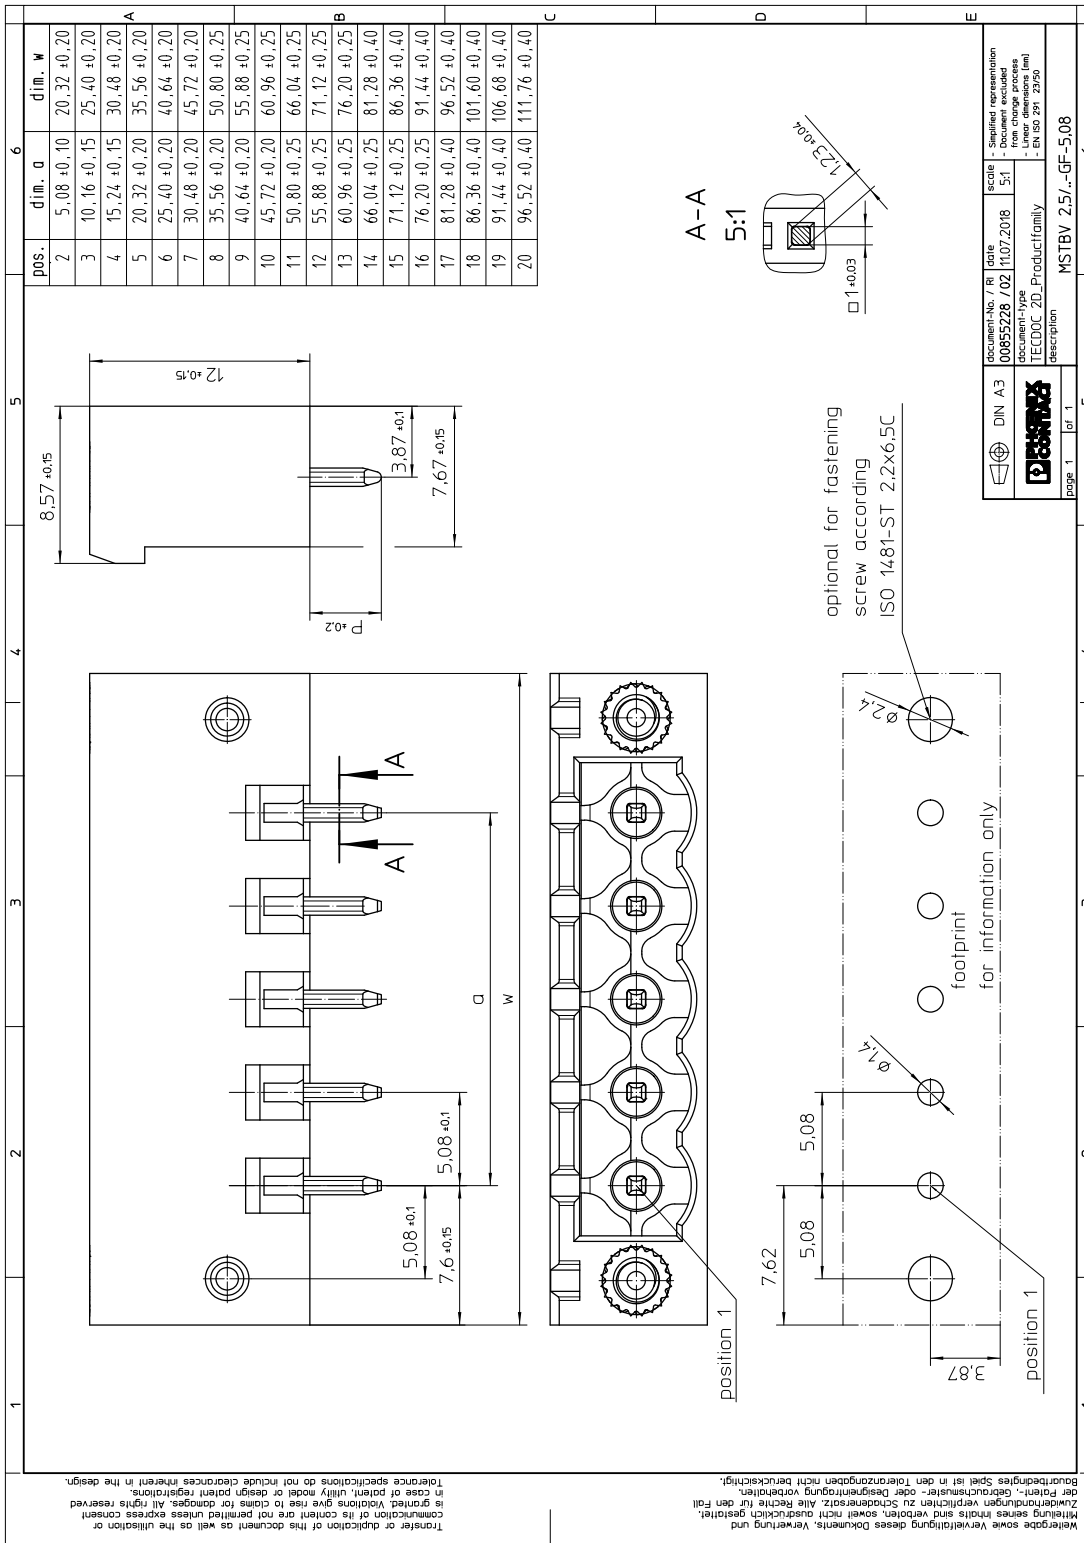 pos. dim. a dim. w
2 5,08 ±0,10 20,32 ±0,20
3 10,16 ±0,15 25,40 ±0,20
4 15,24 ±0,15 30,48 ±0,20
5 20,32 ±0,20 35,56 ±0,20
6 25,40 ±0,20 40,64 ±0,20
7 30,48 ±0,20 45,72 ±0,20
8 35,56 ±0,20 50,80 ±0,25
9 40,64 ±0,20 55,88 ±0,25
10 45,72 ±0,20 60,96 ±0,25
11 50,80 ±0,25 66,04 ±0,25
12 55,88 ±0,25 71,12 ±0,25
13 60,96 ±0,25 76,20 ±0,25
14 66,04 ±0,25 81,28 ±0,40
15 71,12 ±0,25 86,36 ±0,40
16 76,20 ±0,25 91,44 ±0,40
17 81,28 ±0,40 96,52 ±0,40
18 86,36 ±0,40 101,60 ±0,40
19 91,44 ±0,40 106,68 ±0,40
20 96,52 ±0,40 111,76 ±0,40
1
2
3
4
5
6
A
B
C
D
E
8,57 ±0,15
12 ±0,15
3,87 ±0,1
7,67 ±0,15
P ±0,2
A
A
a
w
5,08 ±0,1
5,08 ±0,1
7,6 ±0,15
position 1
A-A
5:1
1,23 ±0,04
□ 1 ±0,03
optional for fastening
screw according
ISO 1481-ST 2,2x6,5C
Ø2,4
footprint
for information only
Ø1,4
5,08
5,08
7,62
3,87
position 1
DIN A3
PHOENIX
CONTACT
page 1 of 1
document-No. / RI
00855228 / 02
date
11.07.2018
scale
5:1
- Simplified representation
- Document excluded
from change process
- Linear dimensions [mm]
- EN ISO 291 23/50
document-type
TECDOC 2D_Productfamily
description
MSTBV 2,5/..-GF-5,08
Transfer or duplication of this document as well as the utilisation or
communication of its content are not permitted unless express consent
is granted. Violations give rise to claims for damages. All rights reserved
in case of patent, utility model or design patent registrations.
Tolerance specifications do not include clearances inherent in the design.
Weitergabe sowie Vervielfältigung dieses Dokuments, Verwertung und
Mitteilung seines Inhalts sind verboten, soweit nicht ausdrücklich gestattet.
Zuwiderhandlungen verpflichten zu Schadenersatz. Alle Rechte für den Fall
der Patent-, Gebrauchsmuster- oder Designeintragung vorbehalten.
Bauartbedingtes Spiel ist in den Toleranzangaben nicht berücksichtigt.